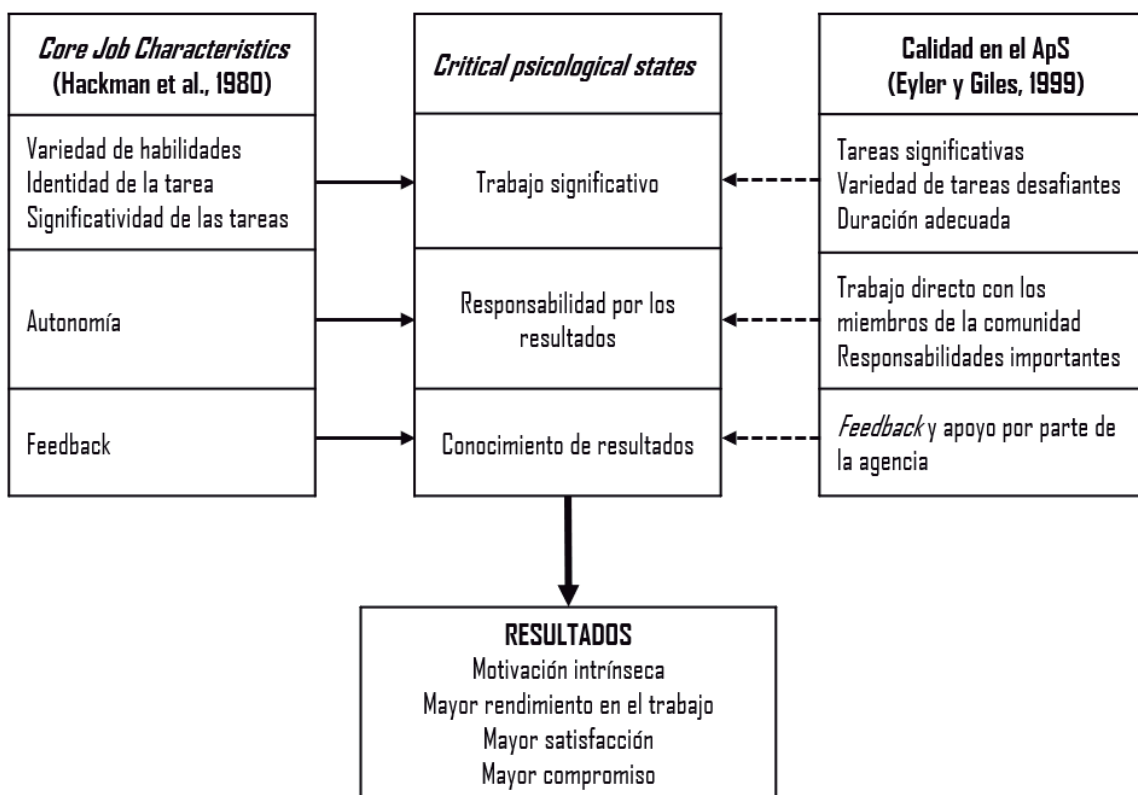 Core Job Characteristics
(Hackman et al., 1980)
Variedad de habilidades
Identidad de la tarea
Significatividad de las tareas
Autonomía
Feedback
Critical psicological states
Trabajo significativo
Responsabilidad por los
resultados
Conocimiento de resultados
Calidad en el ApS
(Eyler y Giles, 1999)
Tareas significativas
Variedad de tareas desafiantes
Duración adecuada
Trabajo directo con los
miembros de la comunidad
Responsabilidades importantes
Feedback y apoyo por parte de
la agencia
RESULTADOS
Motivación intrínseca
Mayor rendimiento en el trabajo
Mayor satisfacción
Mayor compromiso